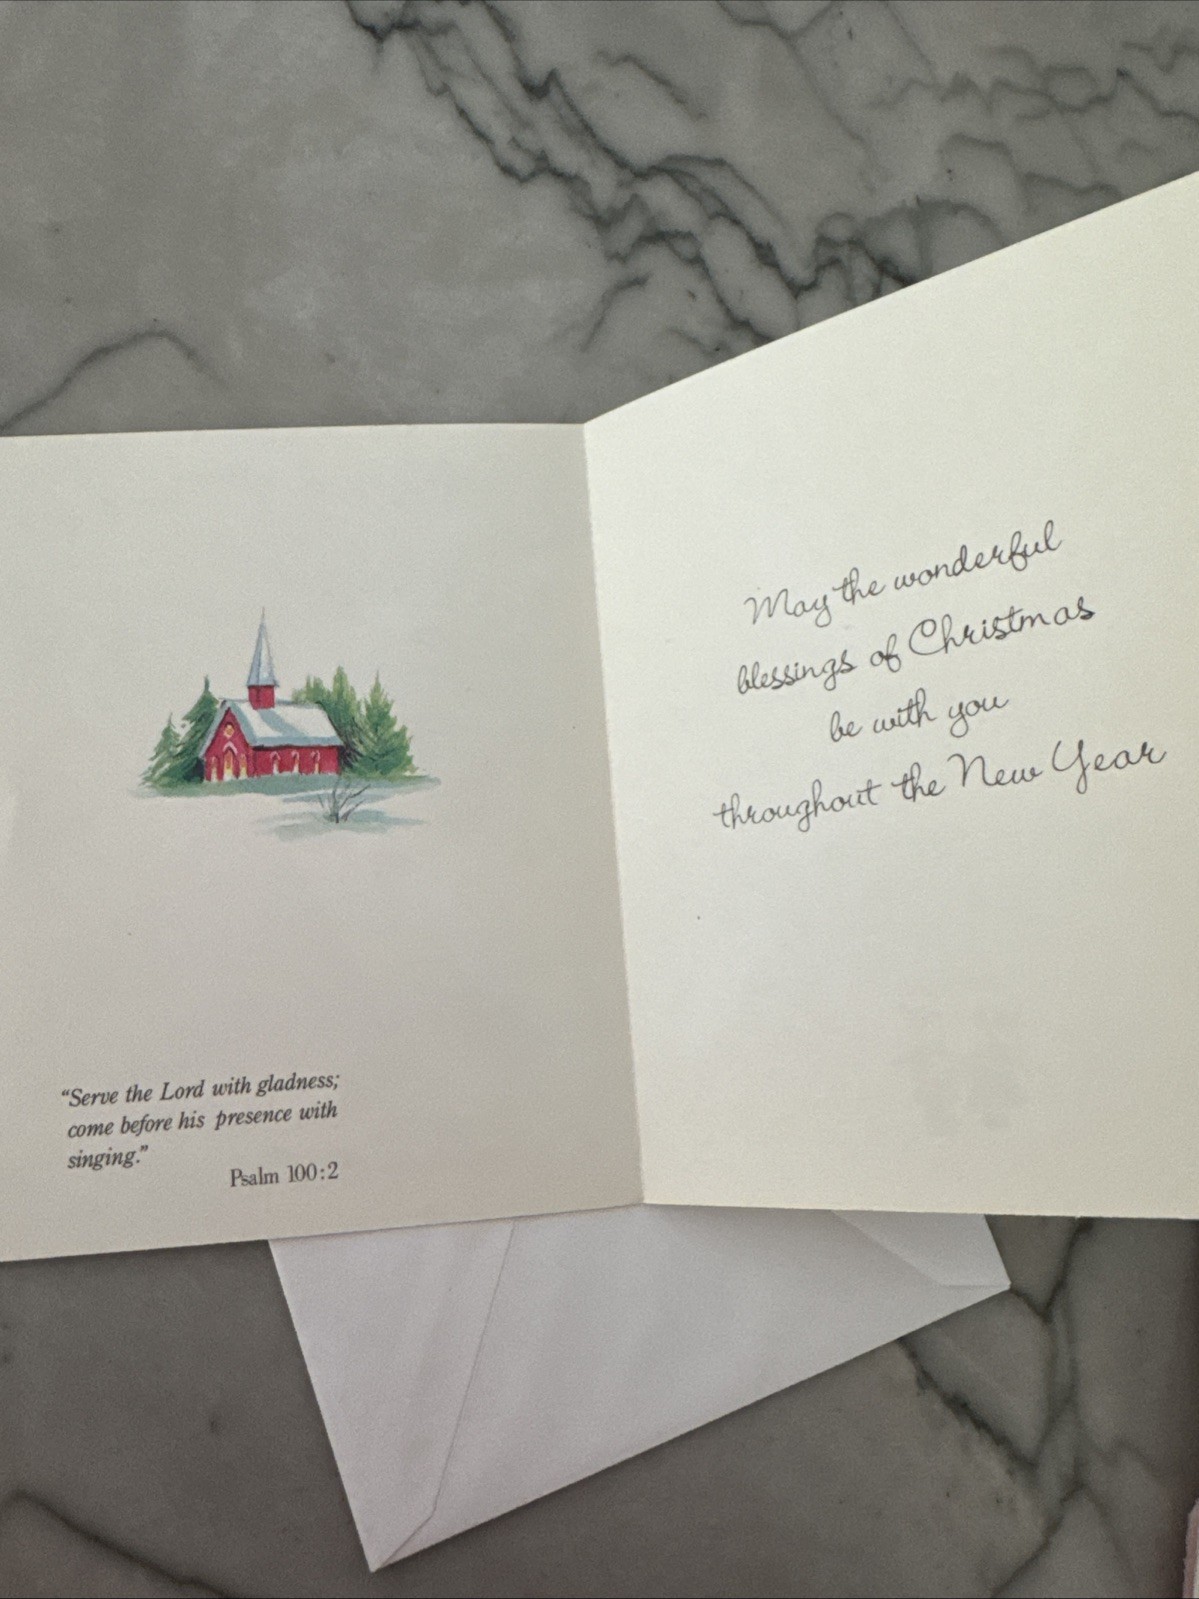 "Serve the Lord with gladness;
come before his presence with
singing."
Psalm 100:2
May the wonderful
blessings of Christmas
be with you
throughout the New Year